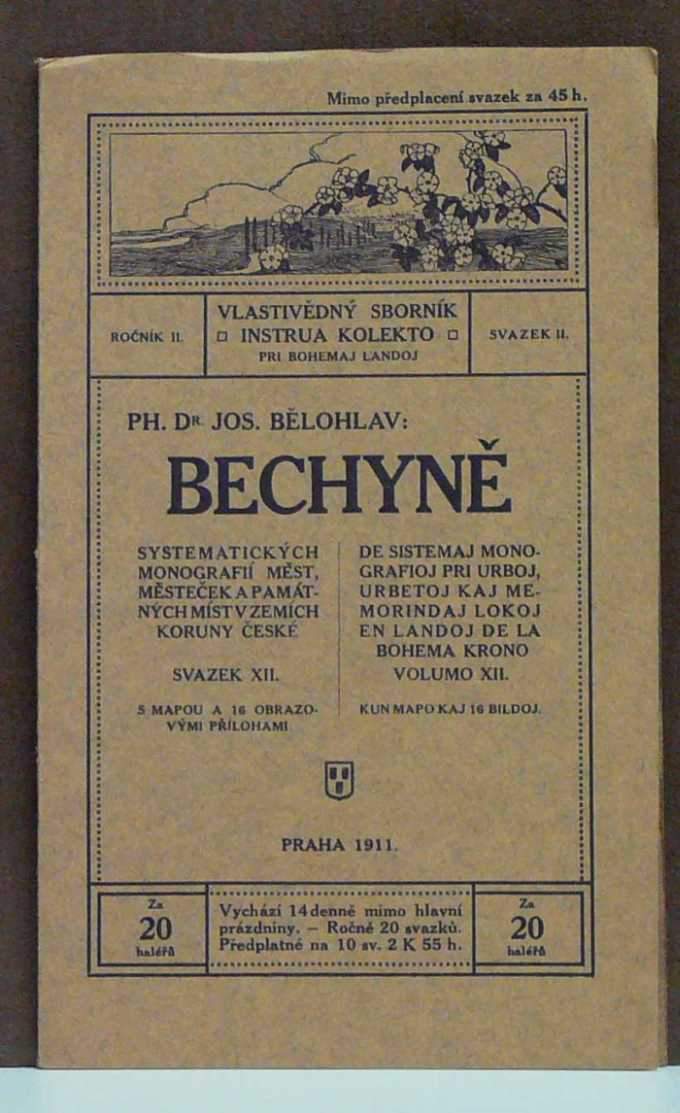 Mimo předplacení svazek za 45 h.
ROČNÍK II.
VLASTIVĚDNÝ SBORNÍK
INSTRUA KOLEKTO
PRI BOHEMAJ LANDOJ
SVAZEK II.
PH. DR. JOS. BĚLOHLAV:
BECHYNĚ
SYSTEMATICKÝCH
MONOGRAFIÍ MĚST,
MĚSTEČEK A PAMÁT-
NÝCH MÍST V ZEMÍCH
KORUNY ČESKÉ
SVAZEK XII.
S MAPOU A 16 OBRAZO-
VÝMI PŘÍLOHAMI
DE SISTEMAJ MONO-
GRAFIOJ PRI URBOJ,
URBETOJ KAJ ME-
MORINDAJ LOKOJ
EN LANDOJ DE LA
BOHEMA KRONO
VOLUMO XII.
KUN MAPO KAJ 16 BILDOJ.
PRAHA 1911.
Za
20
haléřů
Vychází 14denně mimo hlavní
prázdniny. — Ročně 20 svazků.
Předplatné na 10 sv. 2 K 55 h.
Za
20
haléřů